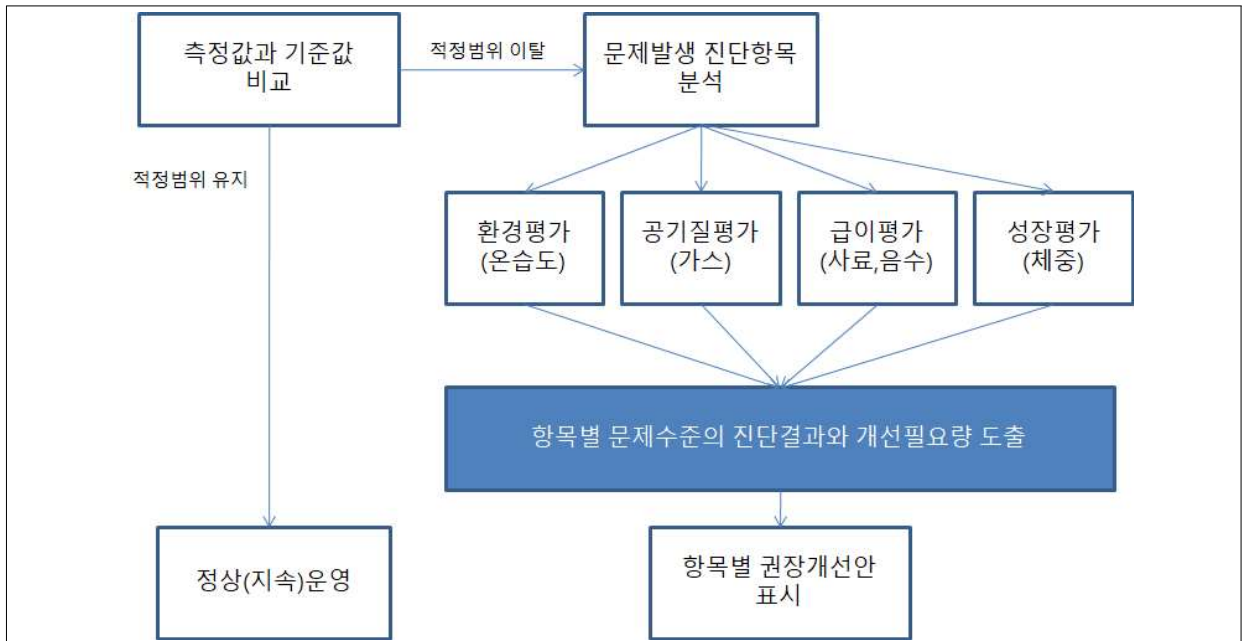 측정값과 기준값
비교
적정범위 이탈
문제발생 진단항목
분석
적정범위 유지
환경평가
(온습도)
공기질평가
(가스)
급이평가
(사료,음수)
성장평가
(체중)
항목별 문제수준의 진단결과와 개선필요량 도출
정상(지속)운영
항목별 권장개선안
표시